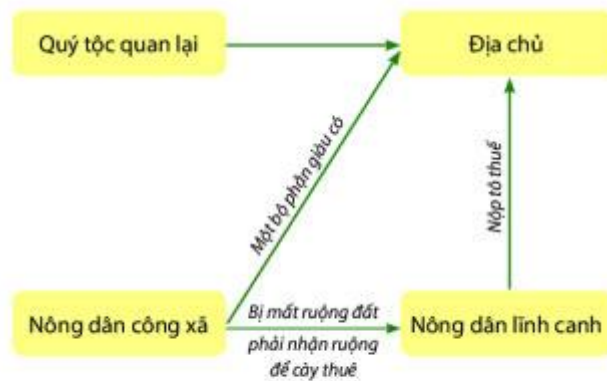 Quý tộc quan lại
Địa chủ
Một bộ phận giàu có
Nộp tô thuế
Nông dân công xã
Bị mất ruộng đất
phải nhận ruộng
để cày thuê
Nông dân lĩnh canh